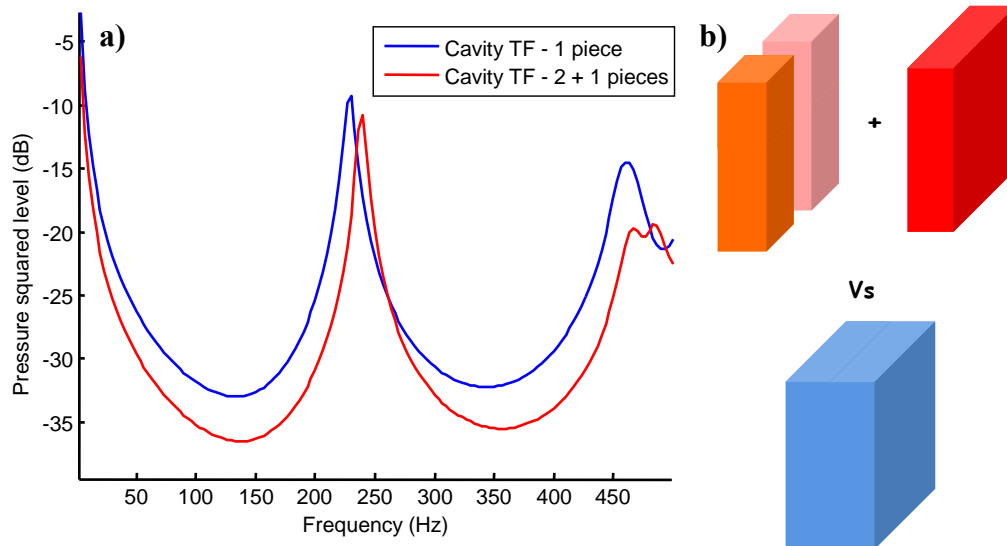 a)
b)
Cavity TF - 1 piece
Cavity TF - 2 + 1 pieces
-5
-10
-15
-20
-25
-30
-35
Pressure squared level (dB)
50 100 150 200 250 300 350 400 450
Frequency (Hz)
+
Vs